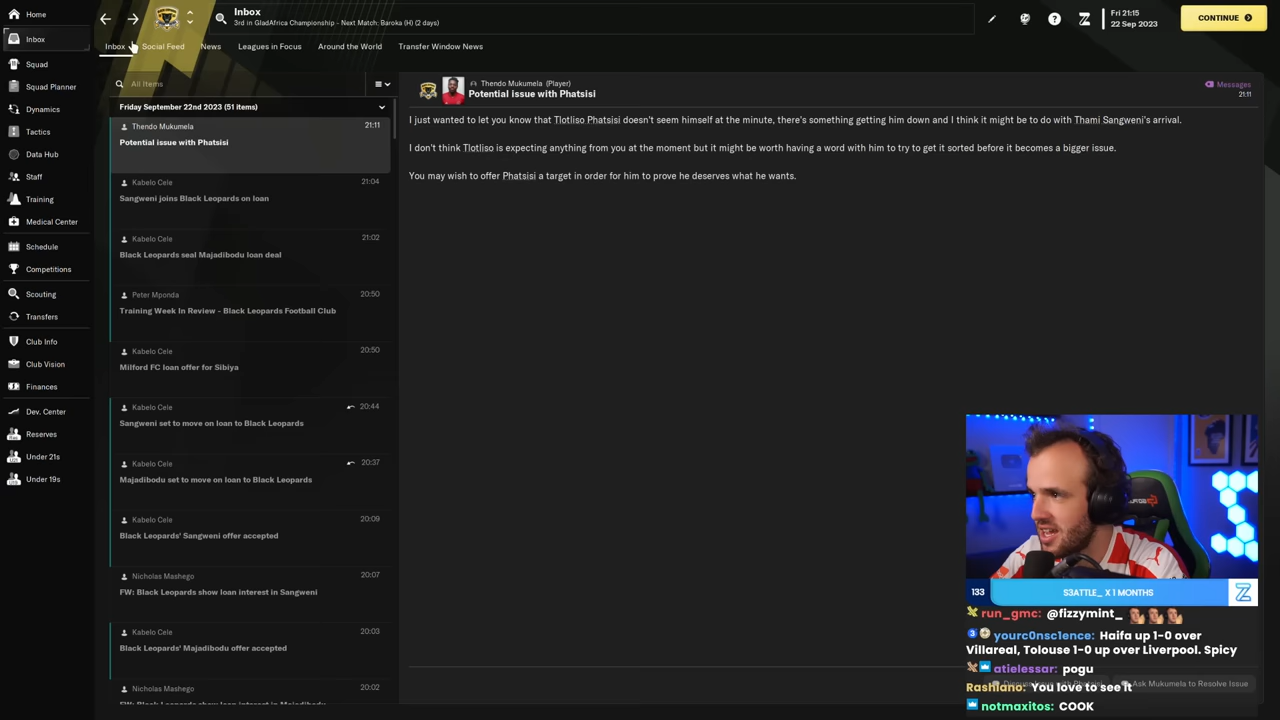 Home
Inbox
Squad
Squad Planner
Dynamics
Tactics
Data Hub
Staff
Training
Medical Center
Schedule
Competitions
Scouting
Transfers
Club Info
Club Vision
Finances
Dev. Center
Reserves
Under 21s
Under 19s
Inbox
3rd in GladAfrica Championship - Next Match: Baroka (H) (2 days)
Fri 21:15
22 Sep 2023
CONTINUE
Inbox
Social Feed
News
Leagues in Focus
Around the World
Transfer Window News
All Items
Friday September 22nd 2023 (51 items)
Thendo Mukumela 21:11
Potential issue with Phatsisi
Kabelo Cele 21:04
Sangweni joins Black Leopards on loan
Kabelo Cele 21:02
Black Leopards seal Majadibodu loan deal
Peter Mponda 20:50
Training Week In Review - Black Leopards Football Club
Kabelo Cele 20:50
Milford FC loan offer for Sibiya
Kabelo Cele 20:44
Sangweni set to move on loan to Black Leopards
Kabelo Cele 20:37
Majadibodu set to move on loan to Black Leopards
Kabelo Cele 20:09
Black Leopards' Sangweni offer accepted
Nicholas Mashego 20:07
FW: Black Leopards show loan interest in Sangweni
Kabelo Cele 20:03
Black Leopards' Majadibodu offer accepted
Nicholas Mashego 20:02
FW: Black Leopards show loan interest in Majadibodu
Thendo Mukumela (Player)
Potential issue with Phatsisi
Messages
21:11
I just wanted to let you know that Tlotliso Phatsisi doesn't seem himself at the minute, there's something getting him down and I think it might be to do with Thami Sangweni's arrival.
I don't think Tlotliso is expecting anything from you at the moment but it might be worth having a word with him to try to get it sorted before it becomes a bigger issue.
You may wish to offer Phatsisi a target in order for him to prove he deserves what he wants.
133 S3ATTLE_ X 1 MONTHS
run_gmc: @fizzymint_
yourc0nsc1ence: Haifa up 1-0 over
Villareal, Tolouse 1-0 up over Liverpool. Spicy
atielessar: pogu
Rashiano: You love to see it
Ask Mukumela to Resolve Issue
notmaxitos: COOK